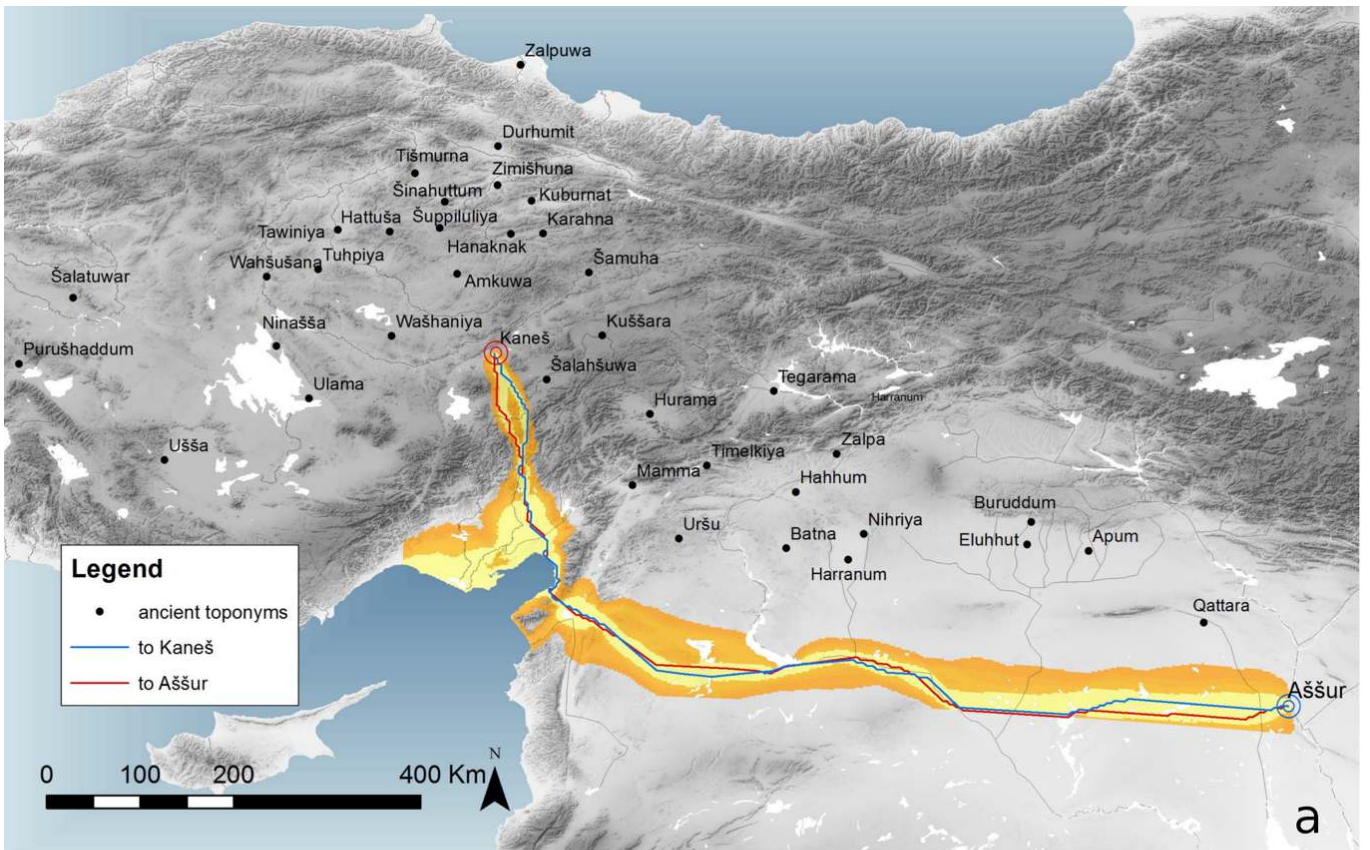 Zalpuwa
Durhumit
Tišmurna
Zimišhuna
Šinahuttum
Kuburnat
Hattuša
Šuppiluliya
Karahna
Tawiniya
Hanaknak
Wahšušana
Tuhpiya
Šamuha
Šalatuwar
Amkuwa
Ninašša
Wašhaniya
Kuššara
Kaneš
Purušhaddum
Šalahšuwa
Ulama
Tegarama
Harranum
Hurama
Ušša
Zalpa
Timelkiya
Mamma
Hahhum
Buruddum
Uršu
Nihriya
Batna
Eluhhut
Apum
Harranum
Legend
ancient toponyms
Qattara
to Kaneš
to Aššur
Aššur
N
0 100 200 400 Km
a